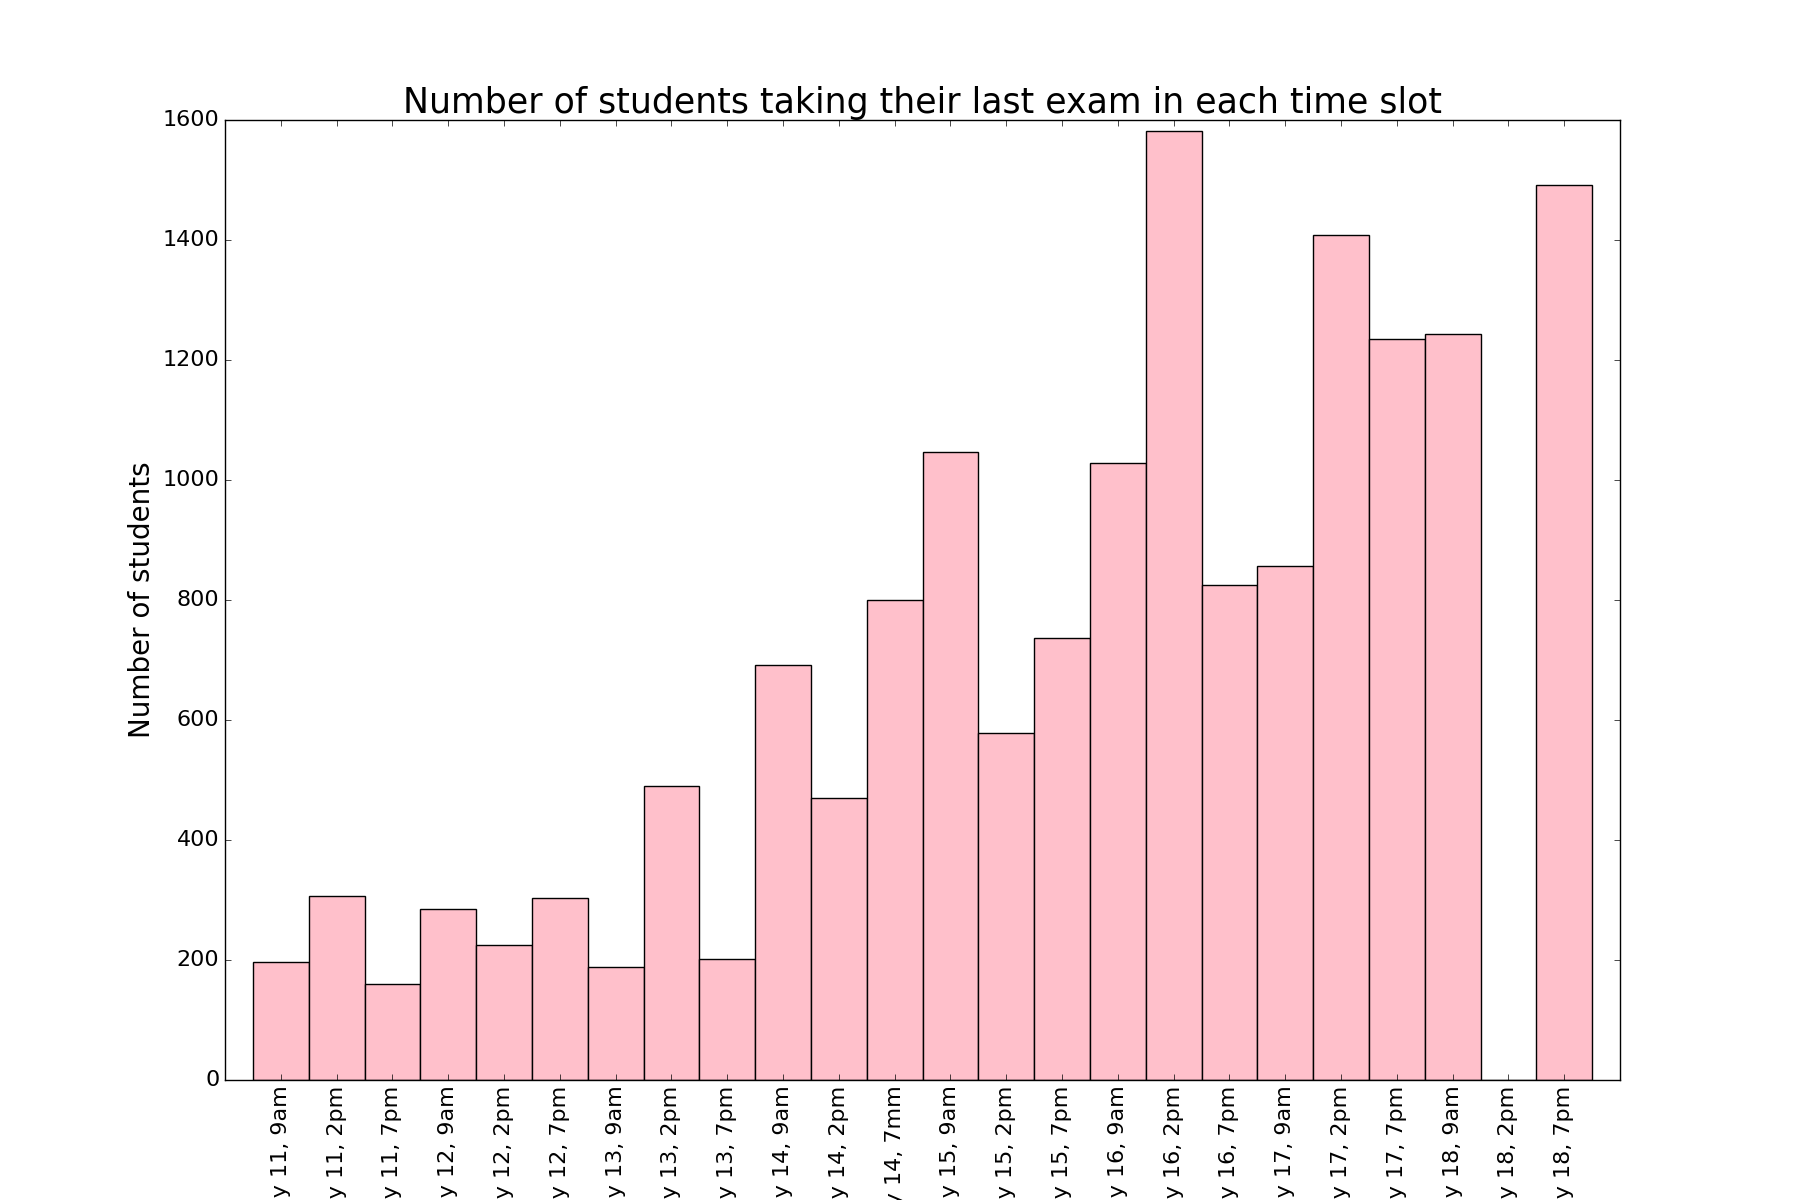 Number of students taking their last exam in each time slot
Number of students
1600
1400
1200
1000
800
600
400
200
0
y 11, 9am
y 11, 2pm
y 11, 7pm
y 12, 9am
y 12, 2pm
y 12, 7pm
y 13, 9am
y 13, 2pm
y 13, 7pm
y 14, 9am
y 14, 2pm
y 14, 7mm
y 15, 9am
y 15, 2pm
y 15, 7pm
y 16, 9am
y 16, 2pm
y 16, 7pm
y 17, 9am
y 17, 2pm
y 17, 7pm
y 18, 9am
y 18, 2pm
y 18, 7pm